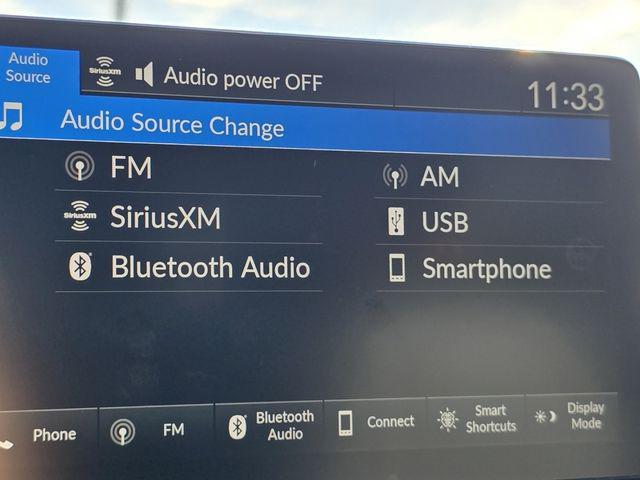 Audio
Source
SiriusXM
Audio power OFF
11:33
Audio Source Change
FM
AM
SiriusXM
SiriusXM
USB
Bluetooth Audio
Smartphone
Phone
FM
Bluetooth
Audio
Connect
Smart
Shortcuts
Display
Mode